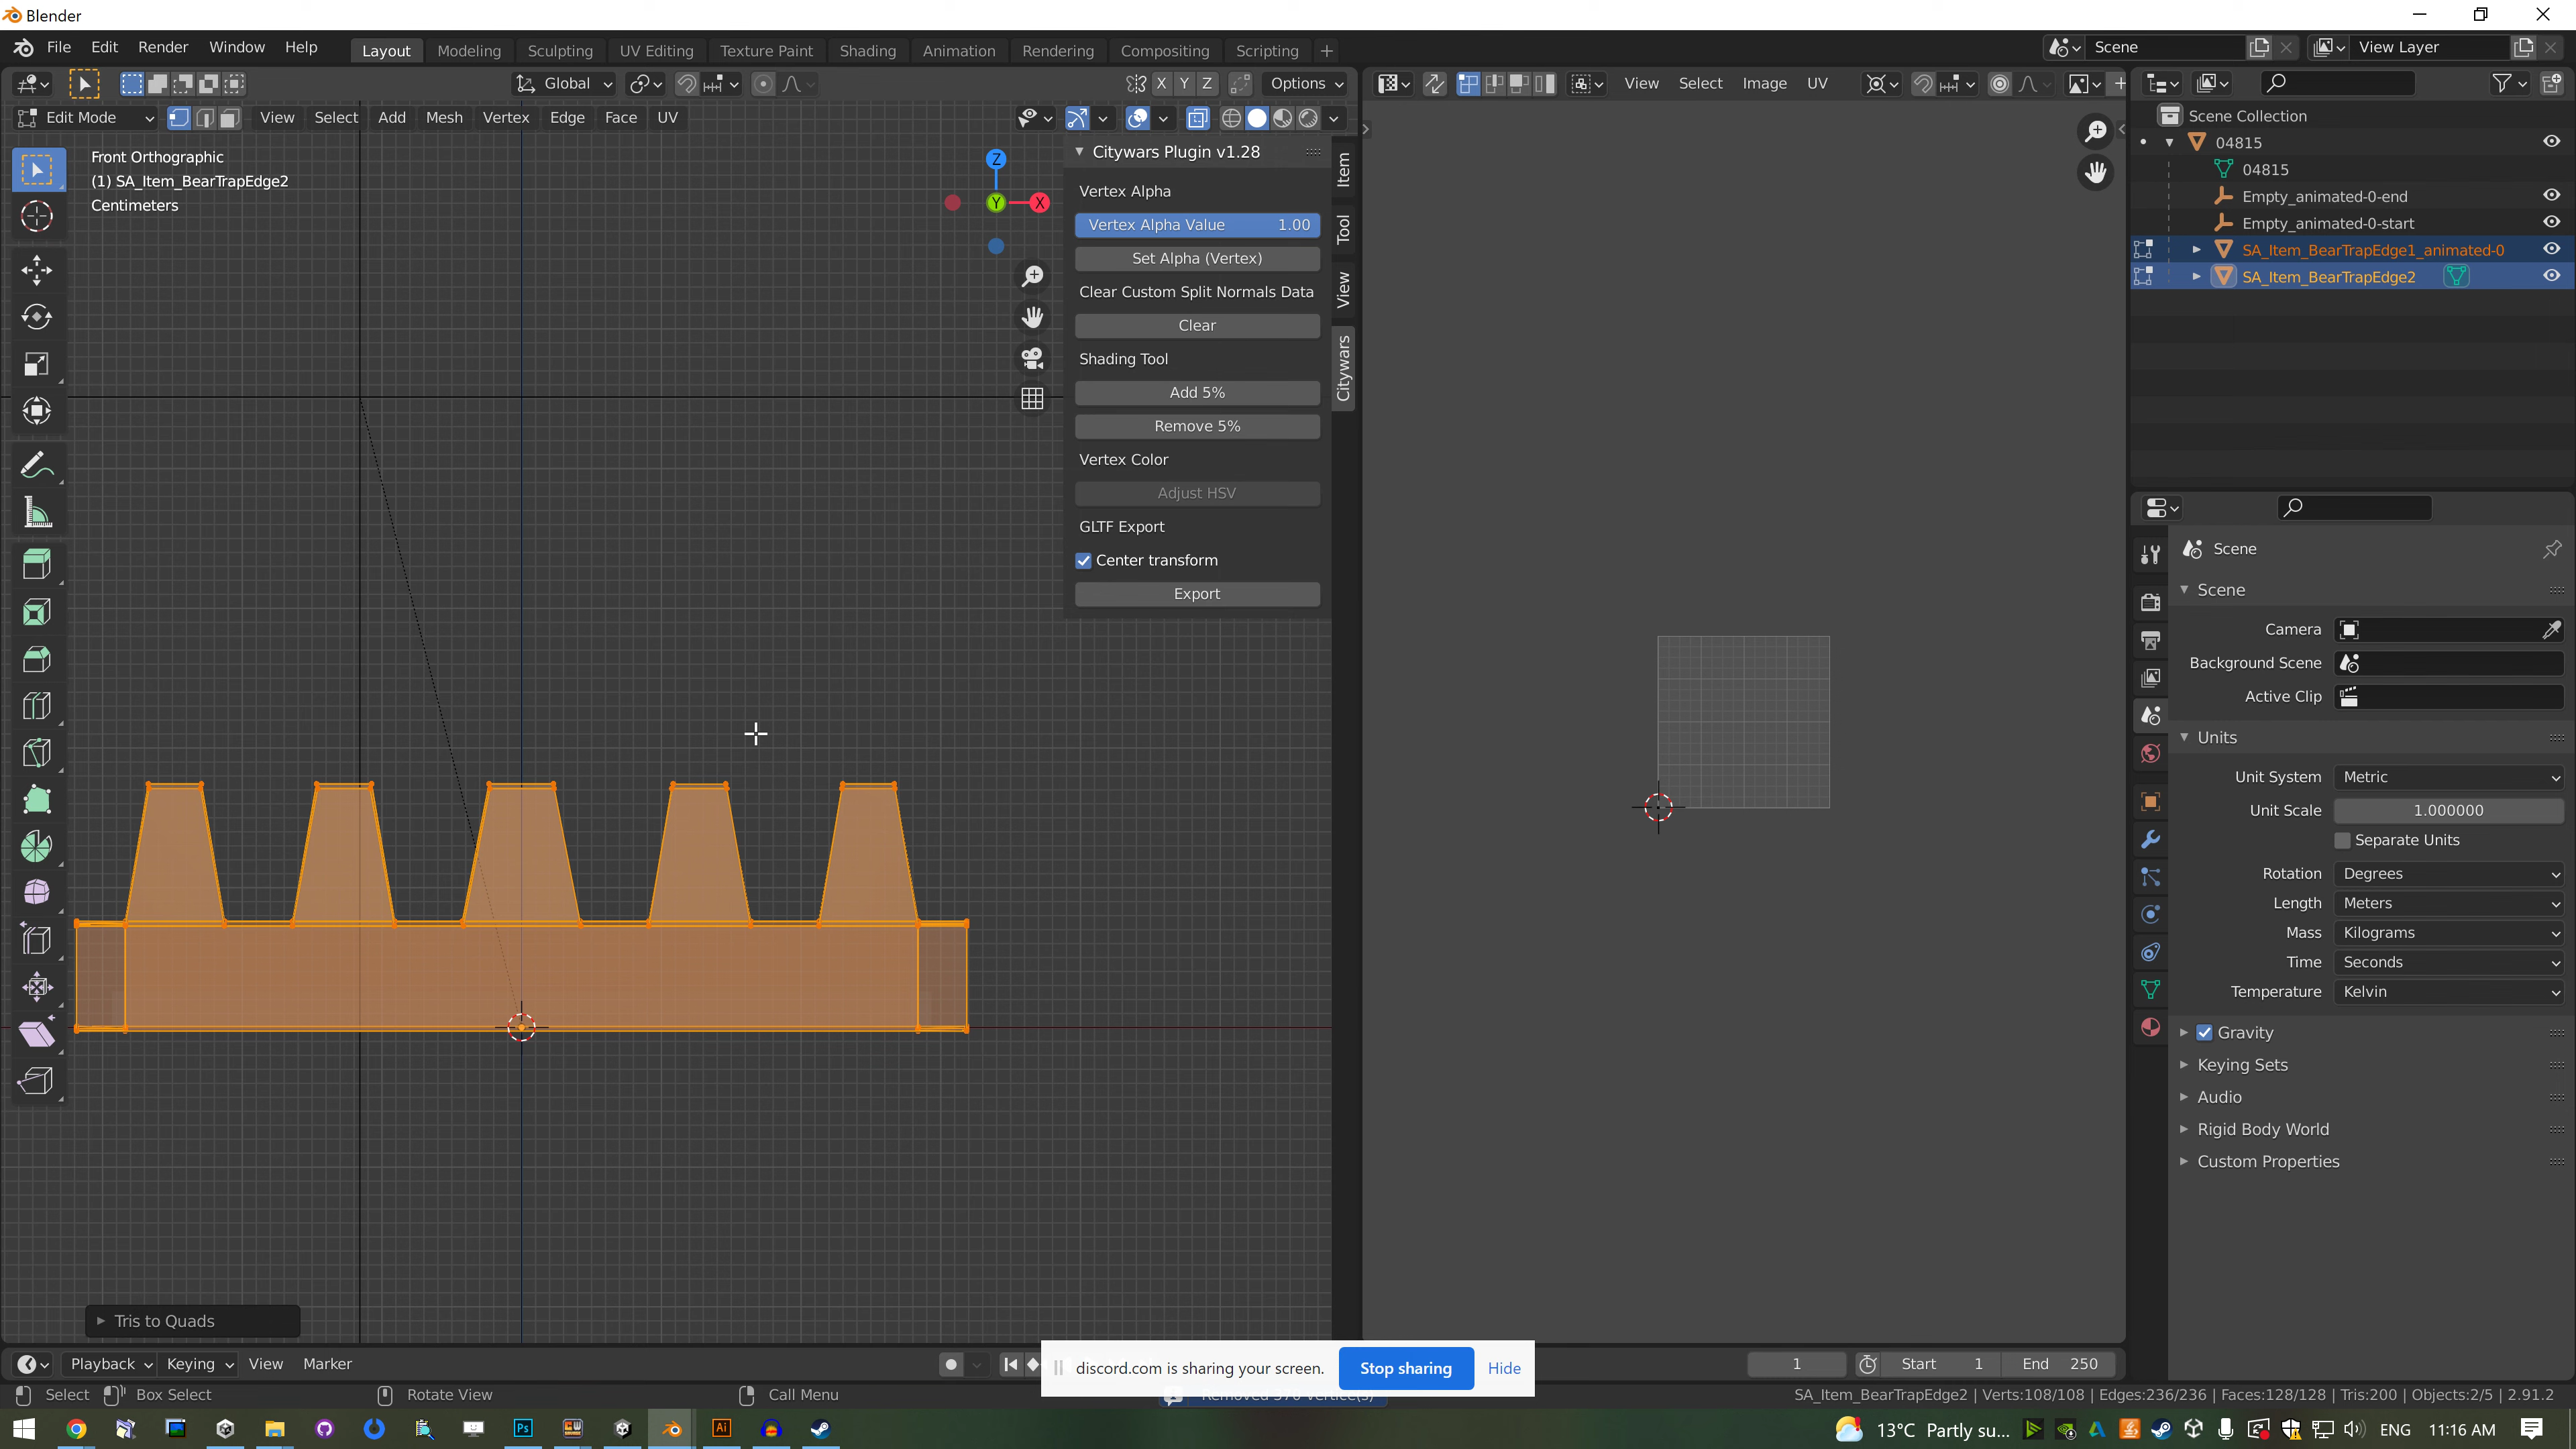 Blender
File Edit Render Window Help Layout Modeling Sculpting UV Editing Texture Paint Shading Animation Rendering Compositing Scripting + Scene View Layer
Global X Y Z Options View Select Image UV
Edit Mode View Select Add Mesh Vertex Edge Face UV
Front Orthographic
(1) SA_Item_BearTrapEdge2
Centimeters
Z
Y
X
Citywars Plugin v1.28
Vertex Alpha
Vertex Alpha Value 1.00
Set Alpha (Vertex)
Clear Custom Split Normals Data
Clear
Shading Tool
Add 5%
Remove 5%
Vertex Color
Adjust HSV
GLTF Export
Center transform
Export
Item
Tool
View
Citywars
Scene Collection
04815
04815
Empty_animated-0-end
Empty_animated-0-start
SA_Item_BearTrapEdge1_animated-0
SA_Item_BearTrapEdge2
Scene
Scene
Camera
Background Scene
Active Clip
Units
Unit System Metric
Unit Scale 1.000000
Separate Units
Rotation Degrees
Length Meters
Mass Kilograms
Time Seconds
Temperature Kelvin
Gravity
Keying Sets
Audio
Rigid Body World
Custom Properties
Tris to Quads
Playback Keying View Marker 1 Start 1 End 250
discord.com is sharing your screen. Stop sharing Hide
Select Box Select Rotate View Call Menu SA_Item_BearTrapEdge2 | Verts:108/108 | Edges:236/236 | Faces:128/128 | Tris:200 | Objects:2/5 | 2.91.2
Ps Ai 13°C Partly su... ENG 11:16 AM